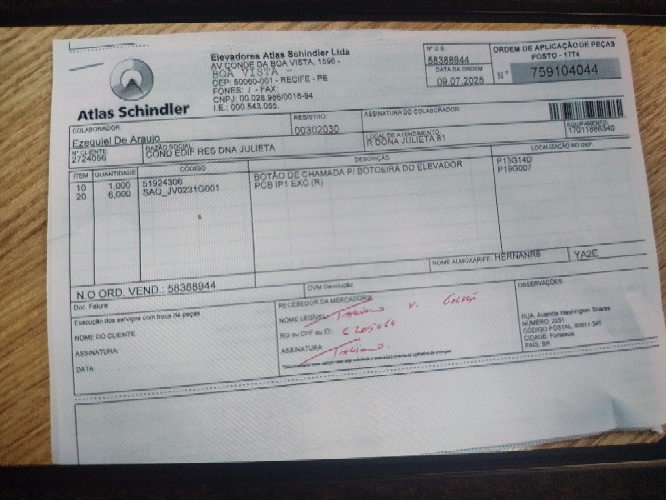 Atlas Schindler
Elevadores Atlas Schindler Ltda
AV CONDE DA BOA VISTA, 1596 -
BOA VISTA -
CEP: 50060-001 - RECIFE - PE
FONES: / - FAX:
CNPJ: 00.028.986/0016-94
I.E.: 000.543.055.
Nº O.S.
58388944
DATA DA ORDEM
09.07.2025
ORDEM DE APLICAÇÃO DE PEÇAS
POSTO - 1774
Nº 759104044
COLABORADOR:
Ezequiel De Araujo
REGISTRO:
00302030
ASSINATURA DO COLABORADOR:
EQUIPAMENTO:
Nº CLIENTE:
2724056
RAZÃO SOCIAL:
COND EDIF RES DNA JULIETA
LOCAL DE ATENDIMENTO:
R DONA JULIETA 81
ITEM QUANTIDADE CÓDIGO DESCRIÇÃO LOCALIZAÇÃO NO DEP.
10 1,000 51924306 BOTÃO DE CHAMADA P/ BOTOEIRA DO ELEVADOR P13G14D
20 6,000 SAO_JV0231G001 PCB IP1 EXC (R) P19G007
NOME ALMOXARIFE: HERNANRB YA2E
N.O ORD. VEND.: 58388944
Doc. Fatura
OVM Devolução
Execução dos serviços com troca de peças
NOME DO CLIENTE:
ASSINATURA:
DATA:
RECEBEDOR DA MERCADORIA:
NOME LEGÍVEL:
RG ou CPF ou ID:
ASSINATURA:
OBSERVAÇÕES:
RUA: Avenida Washington Soares
CÓDIGO POSTAL: 60811-341
CIDADE: Fortaleza
PAÍS: BR